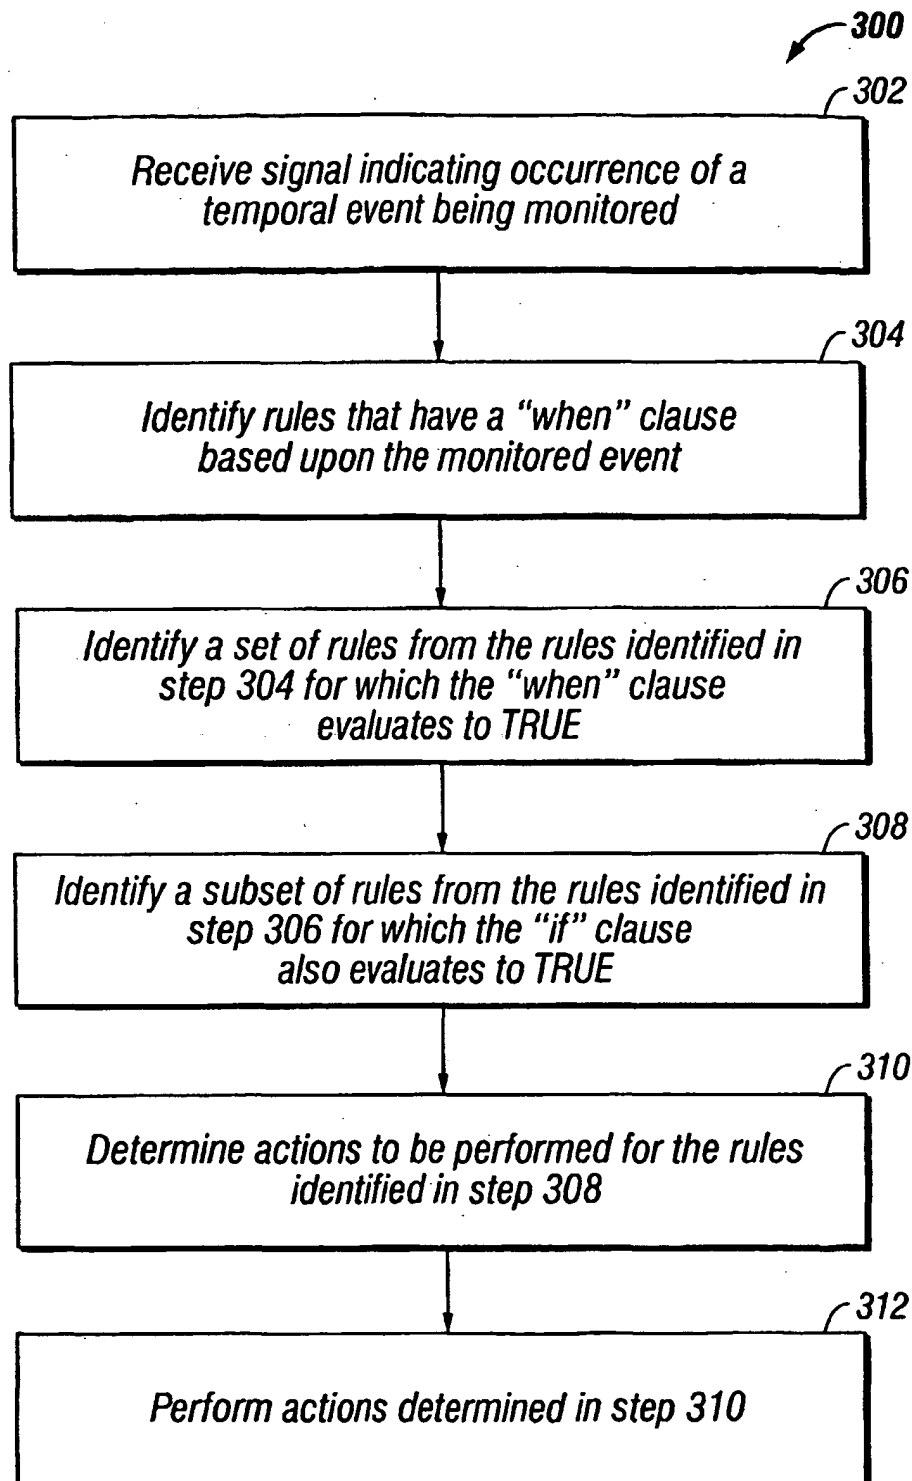 300
302
Receive signal indicating occurrence of a
temporal event being monitored
304
Identify rules that have a “when” clause
based upon the monitored event
306
Identify a set of rules from the rules identified in
step 304 for which the “when” clause
evaluates to TRUE
308
Identify a subset of rules from the rules identified in
step 306 for which the “if” clause
also evaluates to TRUE
310
Determine actions to be performed for the rules
identified in step 308
312
Perform actions determined in step 310